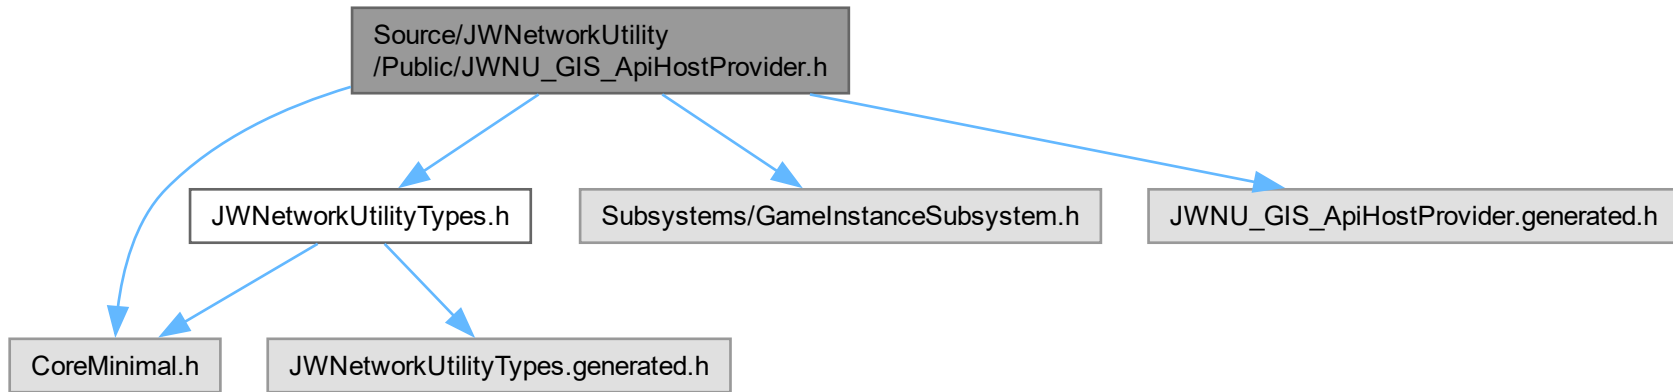 Source/JWNetworkUtility
/Public/JWNU_GIS_ApiHostProvider.h
JWNetworkUtilityTypes.h
Subsystems/GameInstanceSubsystem.h
JWNU_GIS_ApiHostProvider.generated.h
CoreMinimal.h
JWNetworkUtilityTypes.generated.h